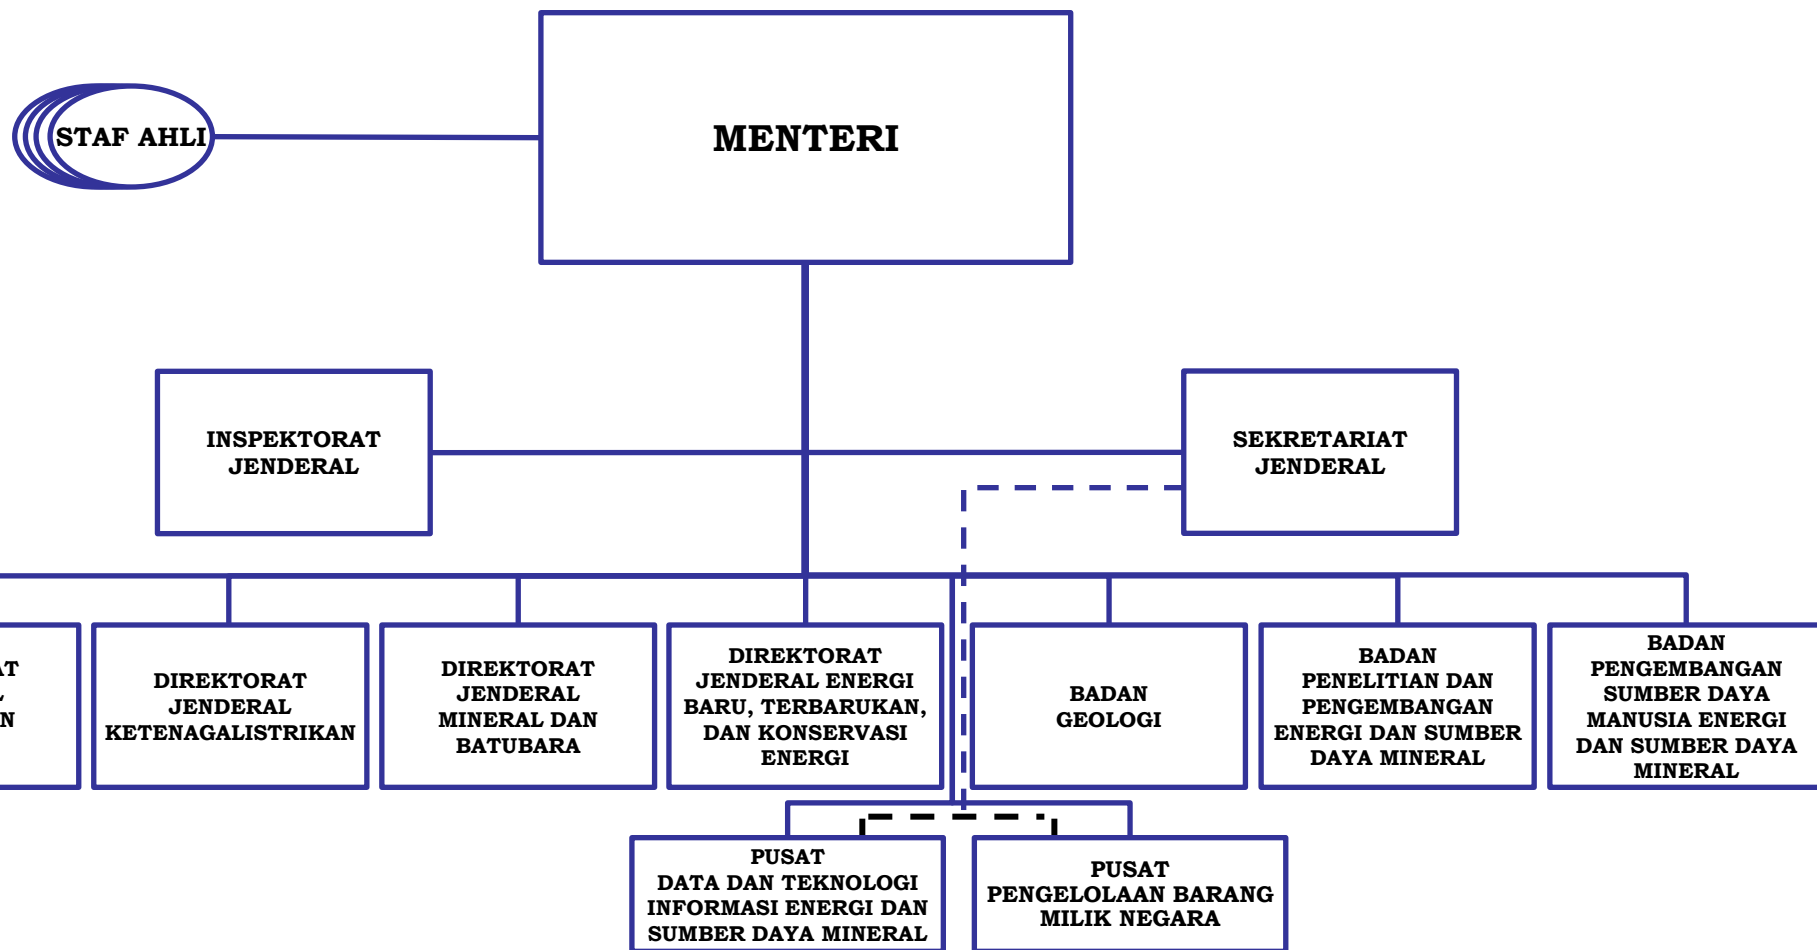 STAF AHLI
MENTERI
INSPEKTORAT
JENDERAL
SEKRETARIAT
JENDERAL
DIREKTORAT
JENDERAL
KETENAGALISTRIKAN
DIREKTORAT
JENDERAL
MINERAL DAN
BATUBARA
DIREKTORAT
JENDERAL ENERGI
BARU, TERBARUKAN,
DAN KONSERVASI
ENERGI
BADAN
GEOLOGI
BADAN
PENELITIAN DAN
PENGEMBANGAN
ENERGI DAN SUMBER
DAYA MINERAL
BADAN
PENGEMBANGAN
SUMBER DAYA
MANUSIA ENERGI
DAN SUMBER DAYA
MINERAL
PUSAT
DATA DAN TEKNOLOGI
INFORMASI ENERGI DAN
SUMBER DAYA MINERAL
PUSAT
PENGELOLAAN BARANG
MILIK NEGARA